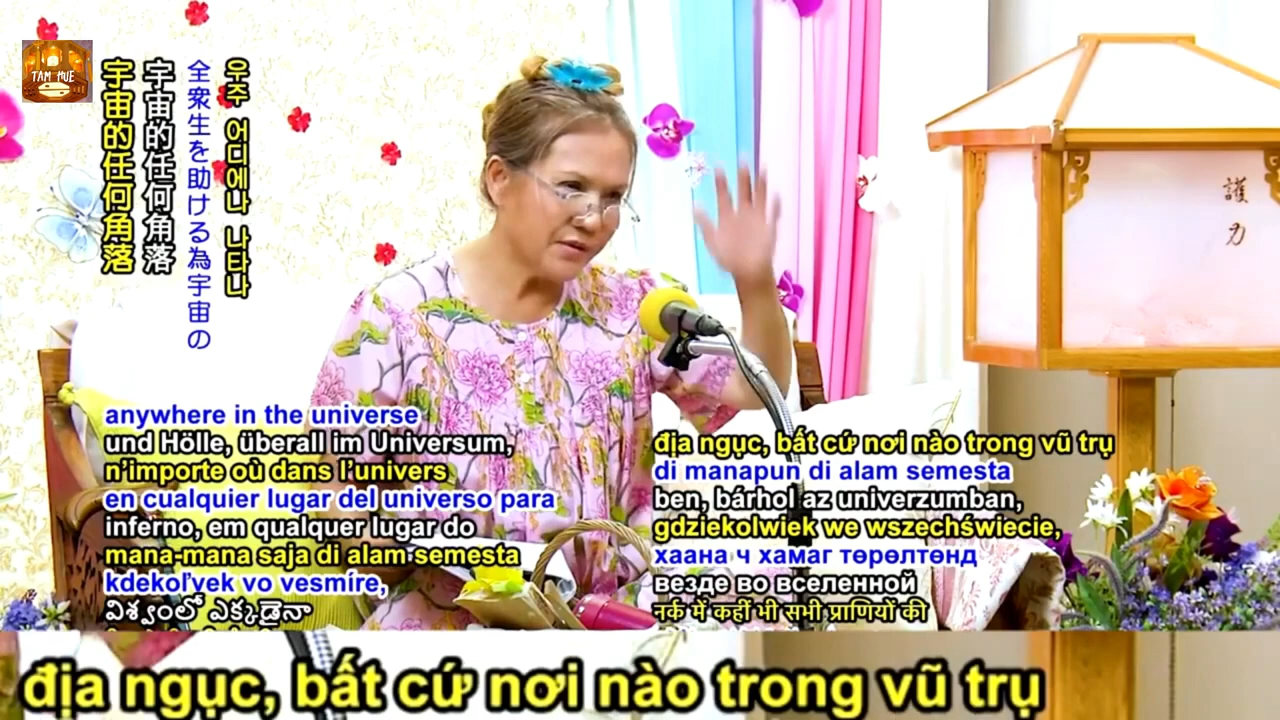 TAM HUE
우주 어디에나 나타나
全衆生を助ける為宇宙の
宇宙的任何角落
宇宙的任何角落
護
力
anywhere in the universe
und Hölle, überall im Universum,
n'importe où dans l'univers
en cualquier lugar del universo para
inferno, em qualquer lugar do
mana-mana saja di alam semesta
kdekoľvek vo vesmíre,
విశ్వంలో ఎక్కడైనా
địa ngục, bất cứ nơi nào trong vũ trụ
di manapun di alam semesta
ben, bárhol az univerzumban,
gdziekolwiek we wszechświecie,
хаана ч хамаг төрөлтөнд
везде во вселенной
नर्क में कहीं भी सभी प्राणियों की
địa ngục, bất cứ nơi nào trong vũ trụ